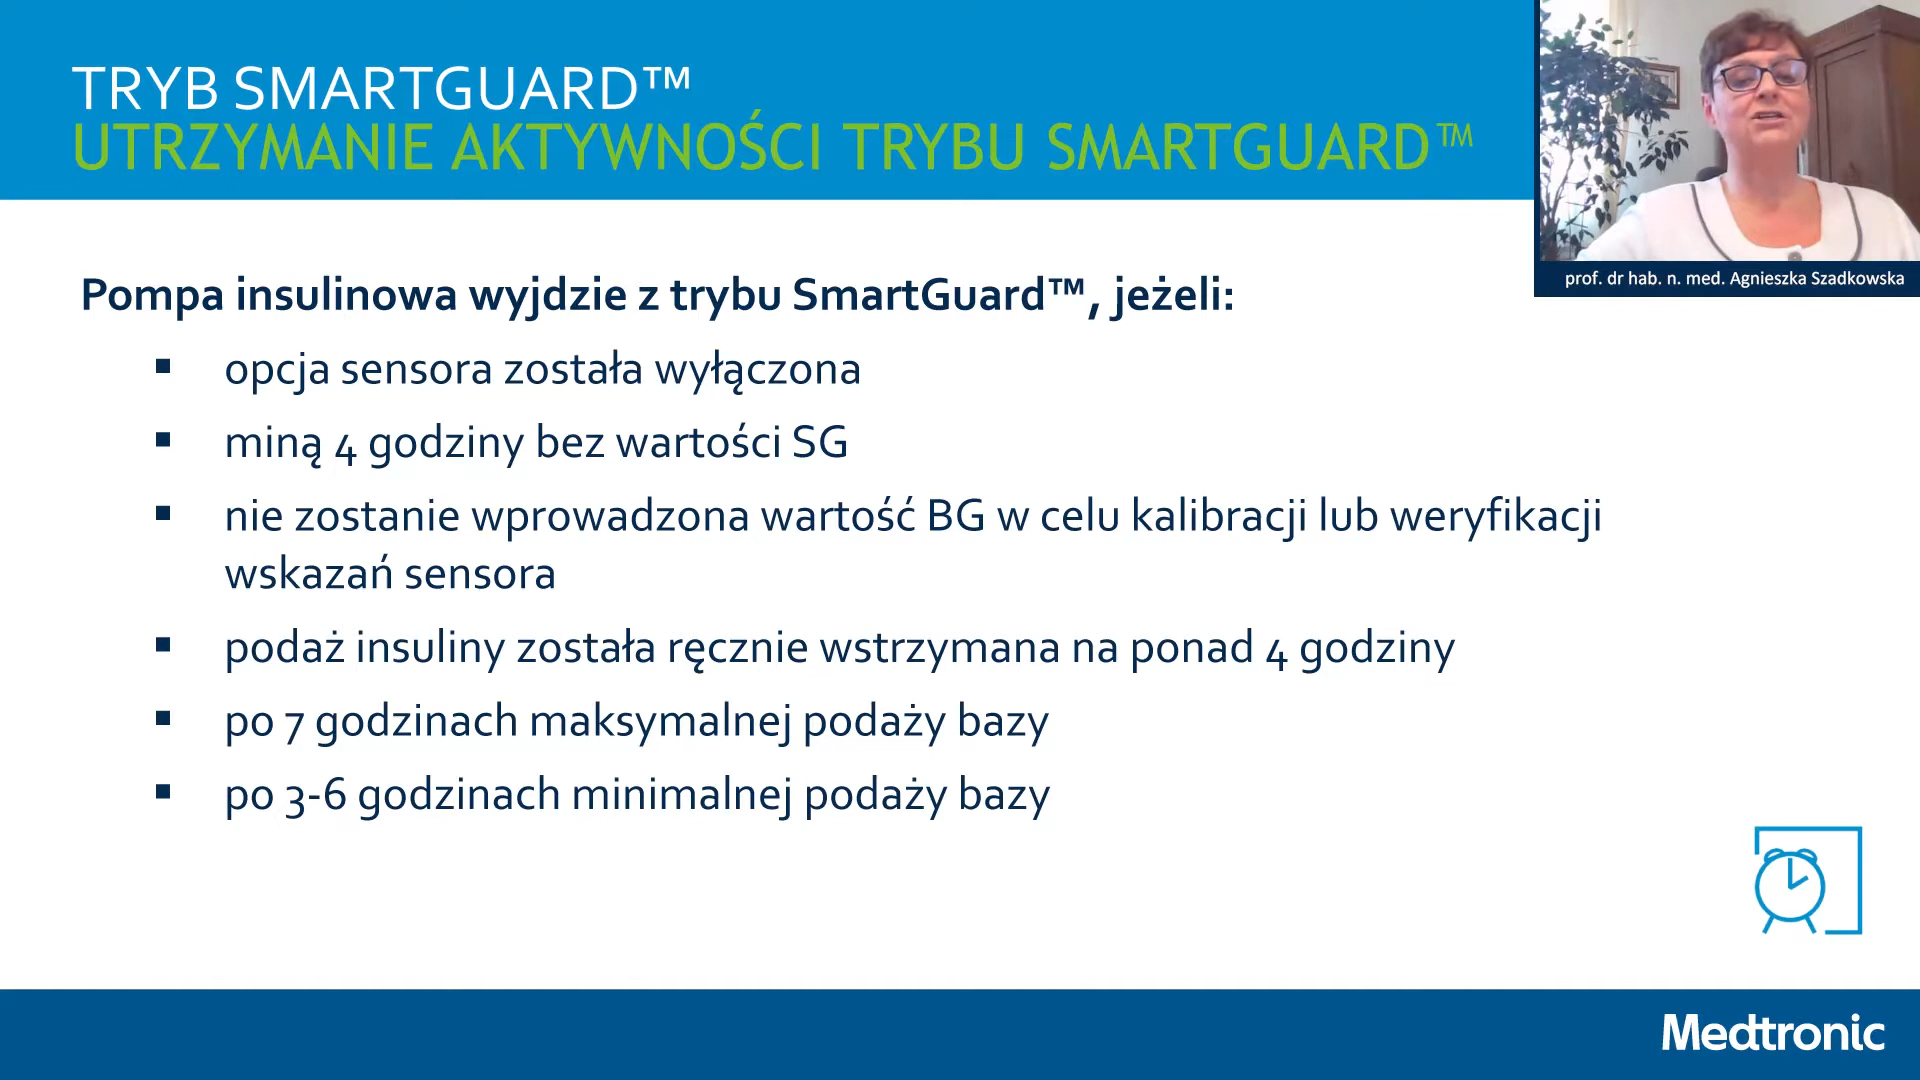 TRYB SMARTGUARD™
UTRZYMANIE AKTYWNOŚCI TRYBU SMARTGUARD™
prof. dr hab. n. med. Agnieszka Szadkowska
Pompa insulinowa wyjdzie z trybu SmartGuard™, jeżeli:
▪ opcja sensora została wyłączona
▪ miną 4 godziny bez wartości SG
▪ nie zostanie wprowadzona wartość BG w celu kalibracji lub weryfikacji
wskazań sensora
▪ podaż insuliny została ręcznie wstrzymana na ponad 4 godziny
▪ po 7 godzinach maksymalnej podaży bazy
▪ po 3-6 godzinach minimalnej podaży bazy
Medtronic